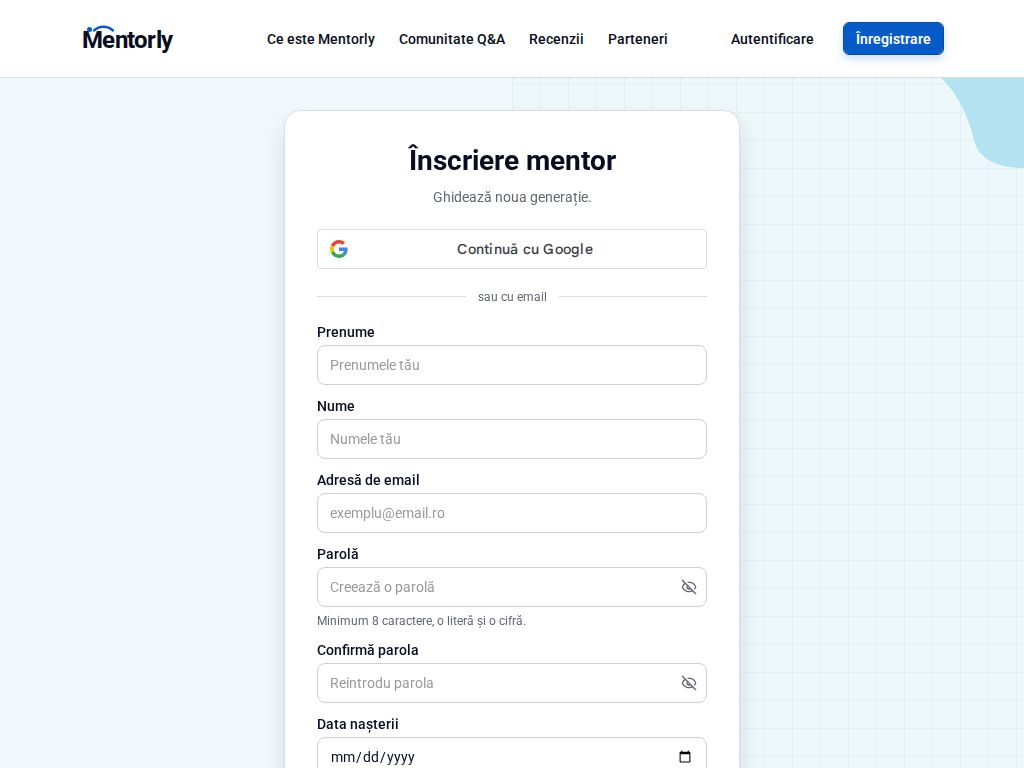 Mentorly
Ce este Mentorly
Comunitate Q&A
Recenzii
Parteneri
Autentificare
Înregistrare
Înscriere mentor
Ghidează noua generație.
Continuă cu Google
sau cu email
Prenume
Prenumele tău
Nume
Numele tău
Adresă de email
exemplu@email.ro
Parolă
Creează o parolă
Minimum 8 caractere, o literă și o cifră.
Confirmă parola
Reintrodu parola
Data nașterii
mm/dd/yyyy